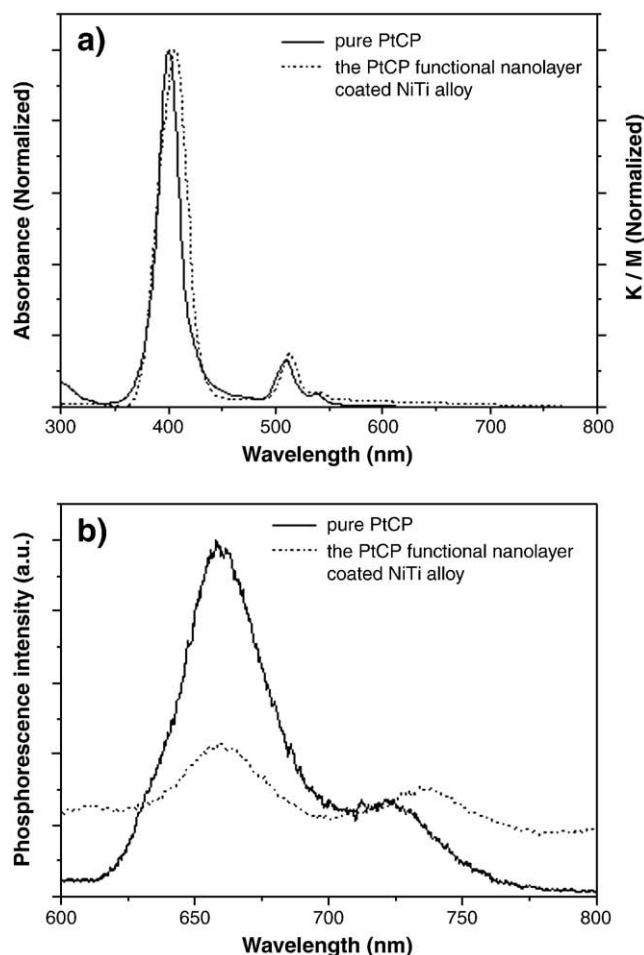 a)
pure PtCP
the PtCP functional nanolayer
coated NiTi alloy
Absorbance (Normalized)
K / M (Normalized)
300 400 500 600 700 800
Wavelength (nm)
b)
pure PtCP
the PtCP functional nanolayer
coated NiTi alloy
Phosphorescence intensity (a.u.)
600 650 700 750 800
Wavelength (nm)